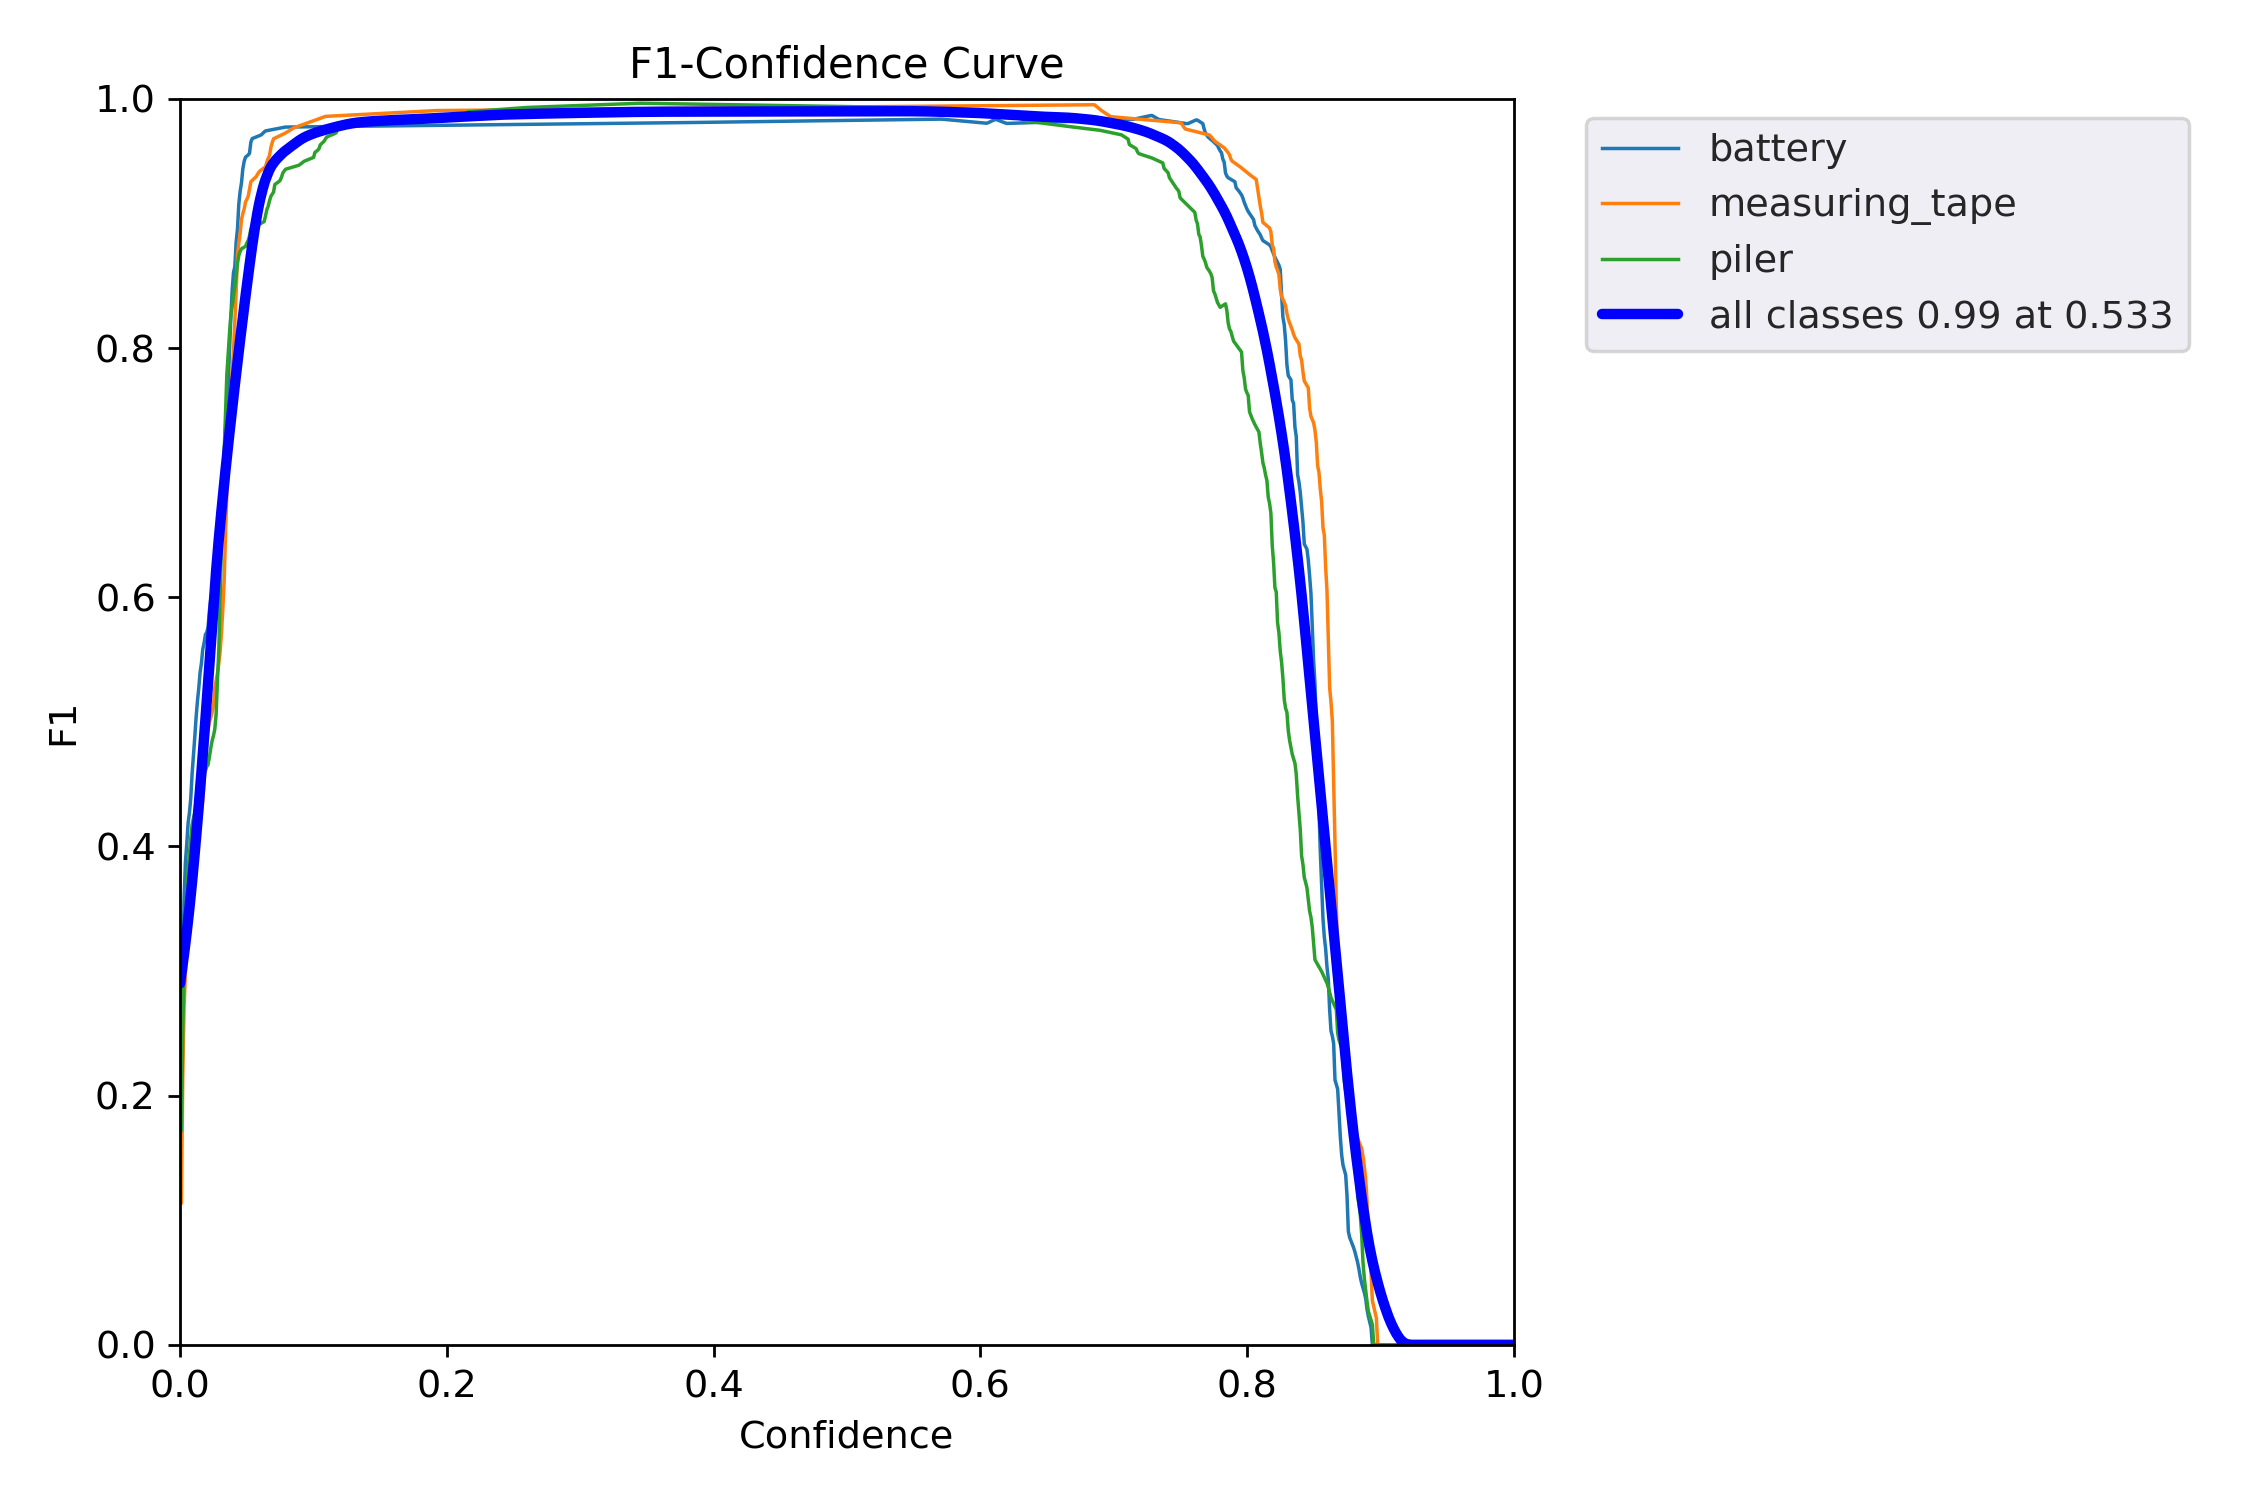 F1-Confidence Curve
battery
measuring_tape
piler
all classes 0.99 at 0.533
F1
1.0
0.8
0.6
0.4
0.2
0.0
0.0 0.2 0.4 0.6 0.8 1.0
Confidence